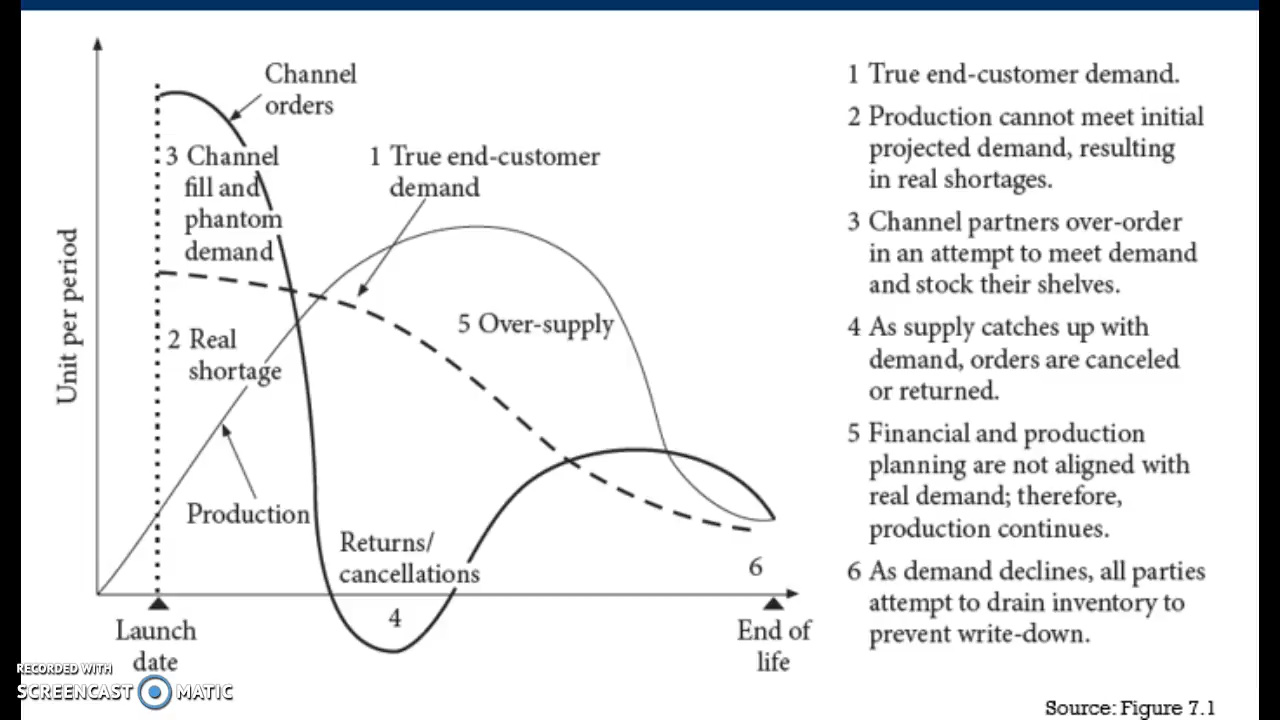 Channel
orders
3 Channel
fill and
phantom
demand
1 True end-customer
demand
Unit per period
2 Real
shortage
5 Over-supply
Production
Returns/
cancellations
4
6
Launch
date
End of
life
1 True end-customer demand.
2 Production cannot meet initial
projected demand, resulting
in real shortages.
3 Channel partners over-order
in an attempt to meet demand
and stock their shelves.
4 As supply catches up with
demand, orders are canceled
or returned.
5 Financial and production
planning are not aligned with
real demand; therefore,
production continues.
6 As demand declines, all parties
attempt to drain inventory to
prevent write-down.
Source: Figure 7.1
RECORDED WITH
SCREENCAST MATIC